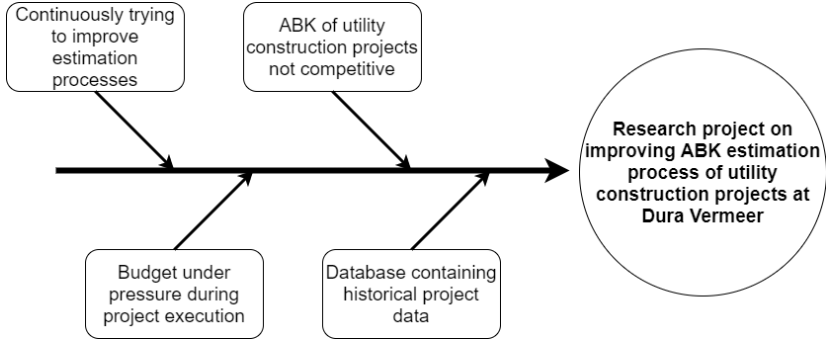 Continuously trying
to improve
estimation
processes
ABK of utility
construction projects
not competitive
Research project on
improving ABK estimation
process of utility
construction projects at
Dura Vermeer
Budget under
pressure during
project execution
Database containing
historical project
data